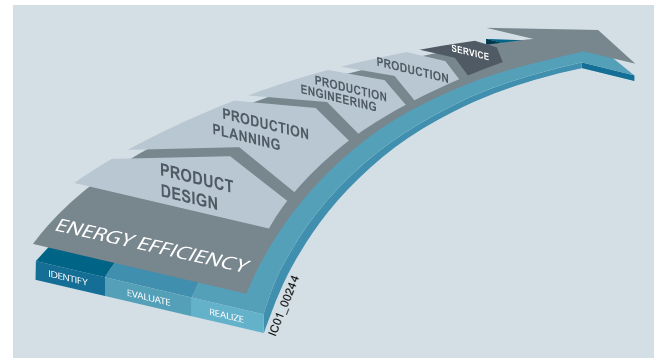 SERVICE
PRODUCTION
PRODUCTION
ENGINEERING
PRODUCTION
PLANNING
PRODUCT
DESIGN
ENERGY EFFICIENCY
IDENTIFY
EVALUATE
REALIZE
IC01_00244